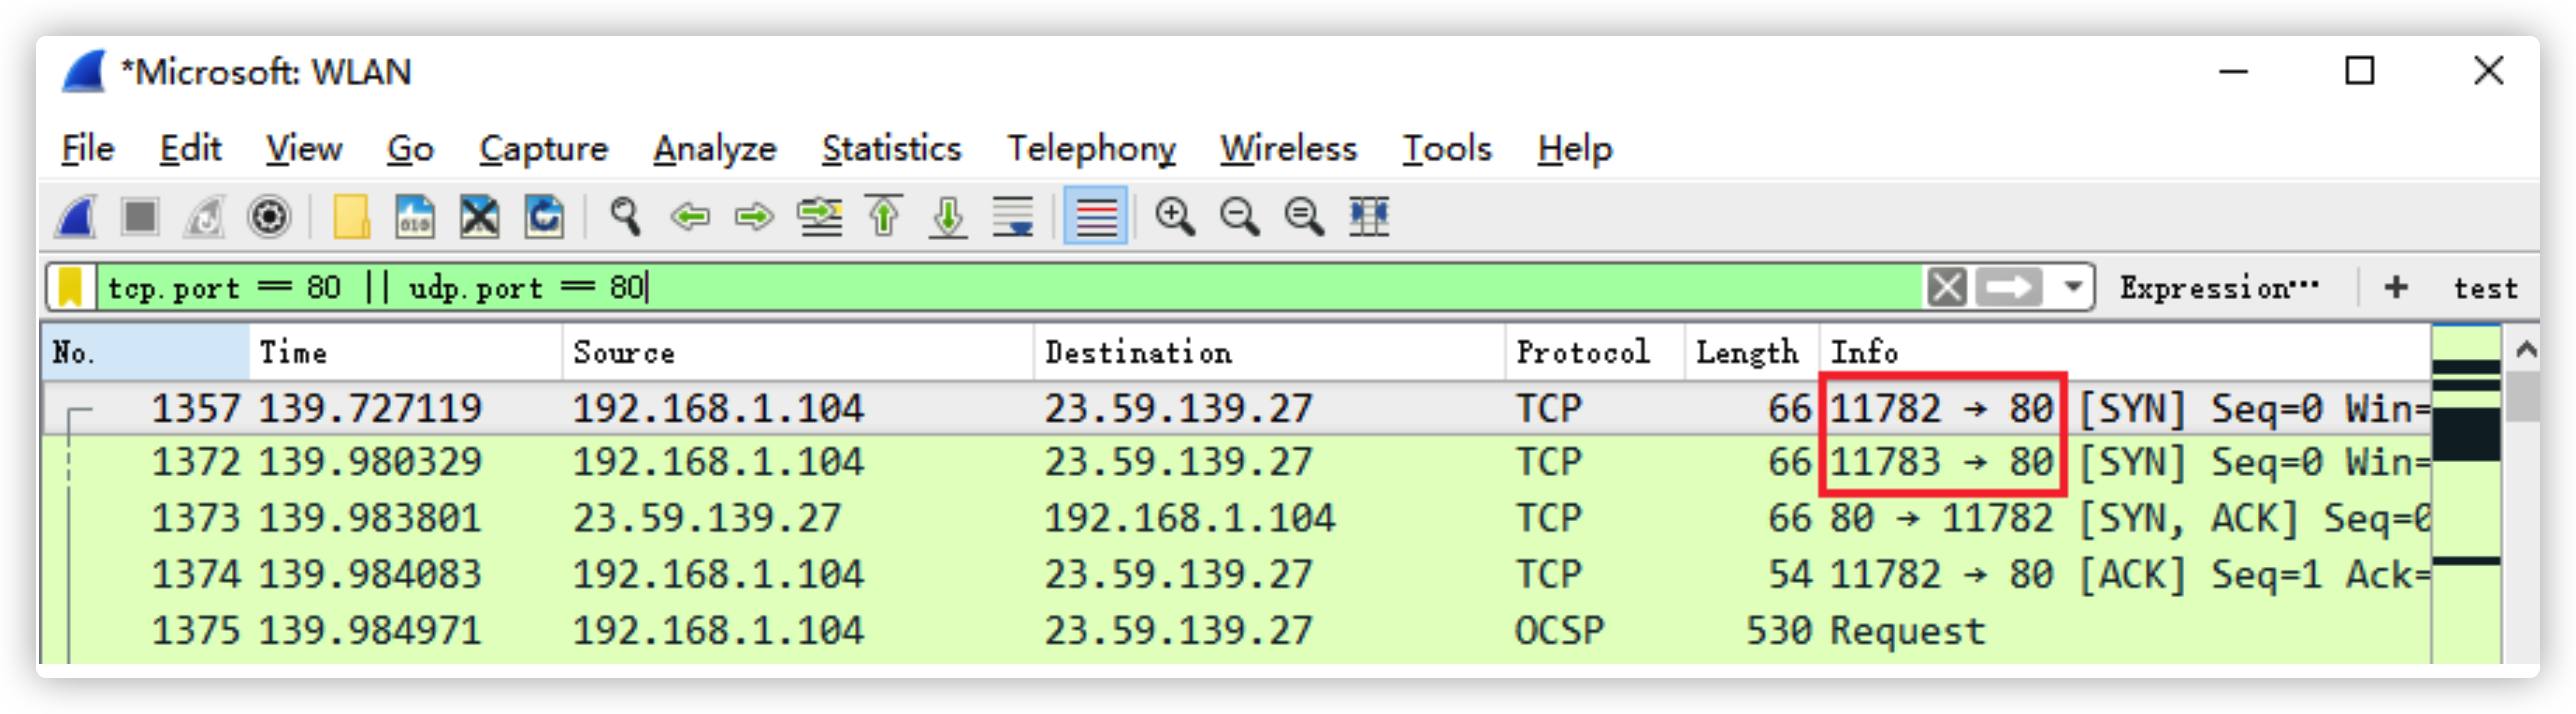 *Microsoft: WLAN
File Edit View Go Capture Analyze Statistics Telephony Wireless Tools Help
tcp.port == 80 || udp.port == 80 Expression… + test
No. Time Source Destination Protocol Length Info
1357 139.727119 192.168.1.104 23.59.139.27 TCP 66 11782 → 80 [SYN] Seq=0 Win=
1372 139.980329 192.168.1.104 23.59.139.27 TCP 66 11783 → 80 [SYN] Seq=0 Win=
1373 139.983801 23.59.139.27 192.168.1.104 TCP 66 80 → 11782 [SYN, ACK] Seq=0
1374 139.984083 192.168.1.104 23.59.139.27 TCP 54 11782 → 80 [ACK] Seq=1 Ack=
1375 139.984971 192.168.1.104 23.59.139.27 OCSP 530 Request